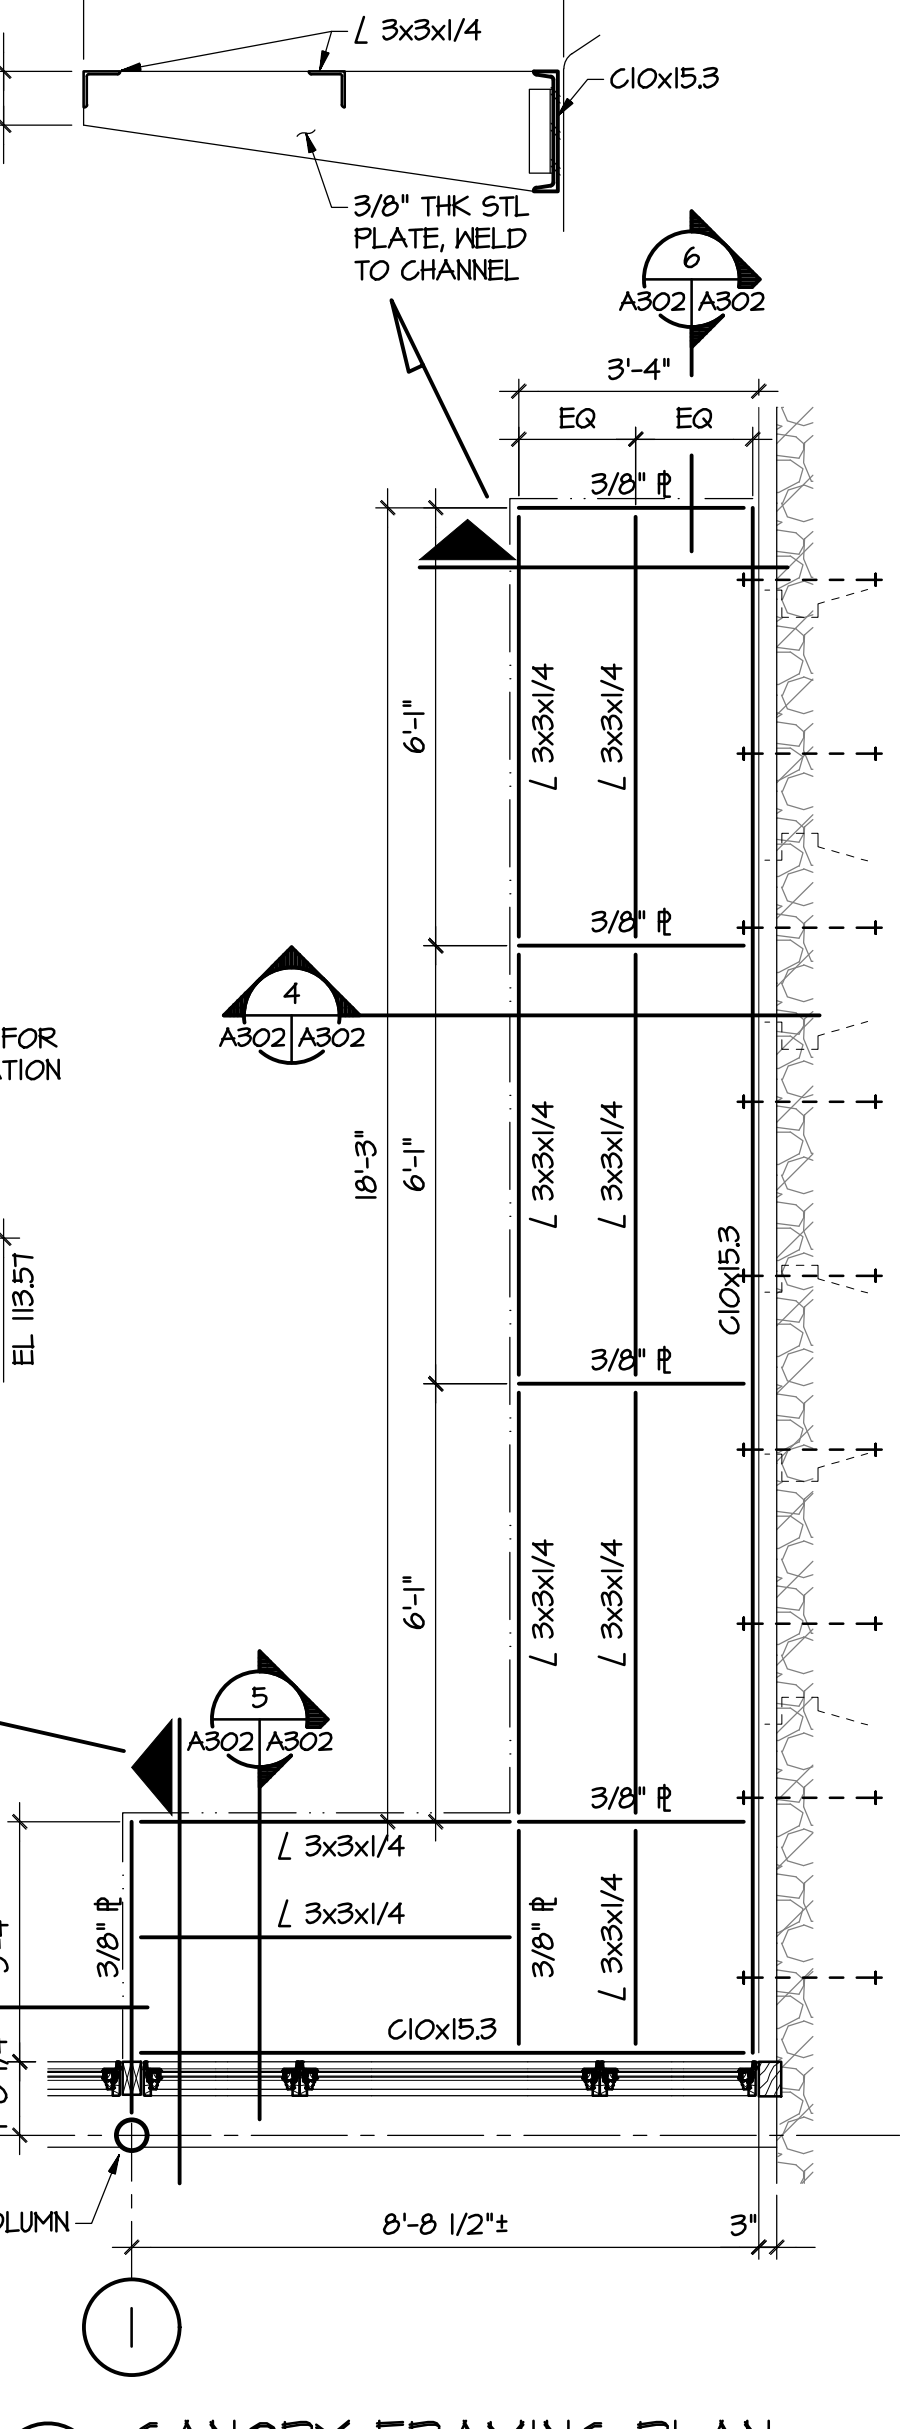 L 3x3x1/4
C10x15.3
3/8" THK STL
PLATE, WELD
TO CHANNEL
6
A302 A302
3'-4"
EQ EQ
3/8" PL
6'-1"
L 3x3x1/4
L 3x3x1/4
3/8" PL
4
A302 A302
FOR
18'-3"
6'-1"
L 3x3x1/4
L 3x3x1/4
C10x15.3
EL 113.57
3/8" PL
6'-1"
L 3x3x1/4
L 3x3x1/4
5
A302 A302
3/8" PL
L 3x3x1/4
L 3x3x1/4
3/8" PL
3/8" PL
L 3x3x1/4
C10x15.3
8'-8 1/2"±
3"
1
CANOPY FRAMING PLAN